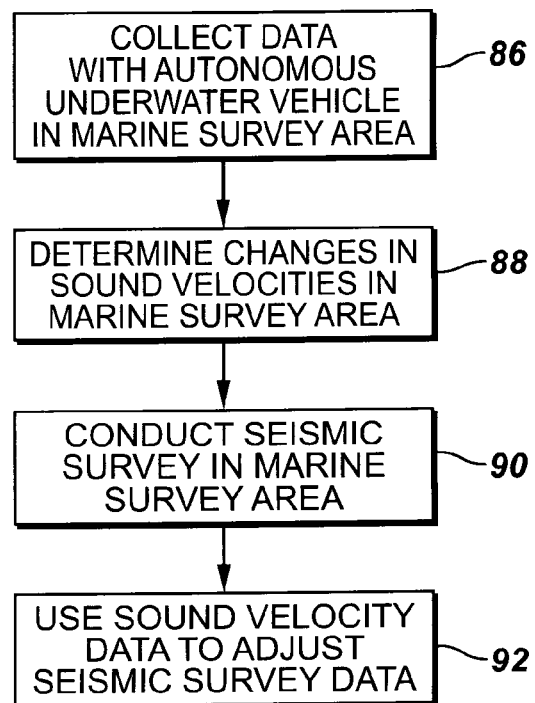 COLLECT DATA
WITH AUTONOMOUS
UNDERWATER VEHICLE
IN MARINE SURVEY AREA
86
DETERMINE CHANGES IN
SOUND VELOCITIES IN
MARINE SURVEY AREA
88
CONDUCT SEISMIC
SURVEY IN MARINE
SURVEY AREA
90
USE SOUND VELOCITY
DATA TO ADJUST
SEISMIC SURVEY DATA
92